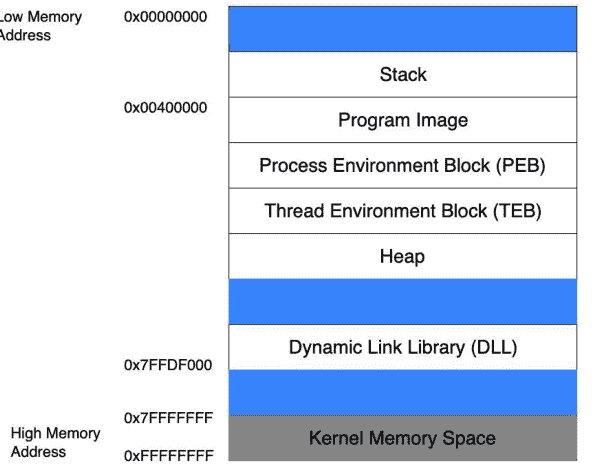 Low Memory
Address
0x00000000
Stack
0x00400000
Program Image
Process Environment Block (PEB)
Thread Environment Block (TEB)
Heap
Dynamic Link Library (DLL)
0x7FFDF000
0x7FFFFFFF
High Memory
Address
Kernel Memory Space
0xFFFFFFFF